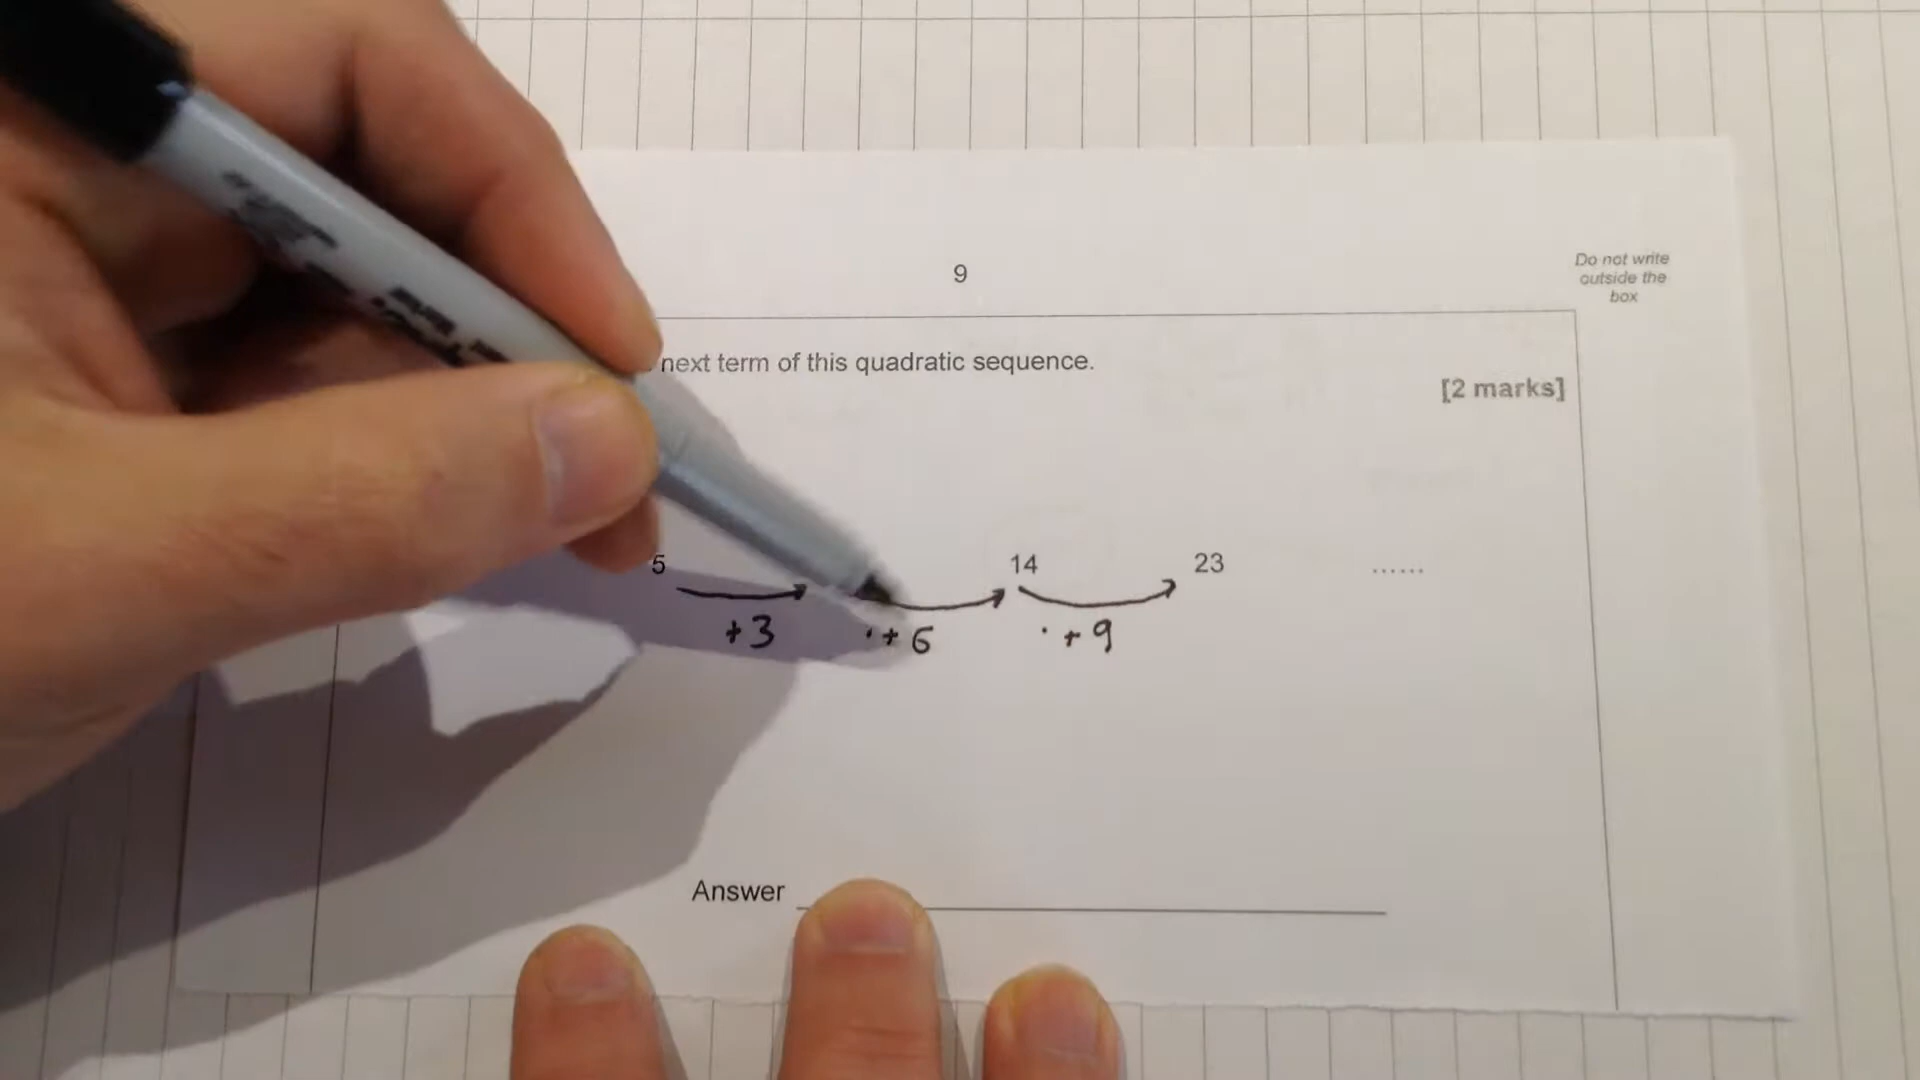 9
Do not write
outside the
box
next term of this quadratic sequence.
[2 marks]
5 14 23 ......
+3 +6 +9
Answer